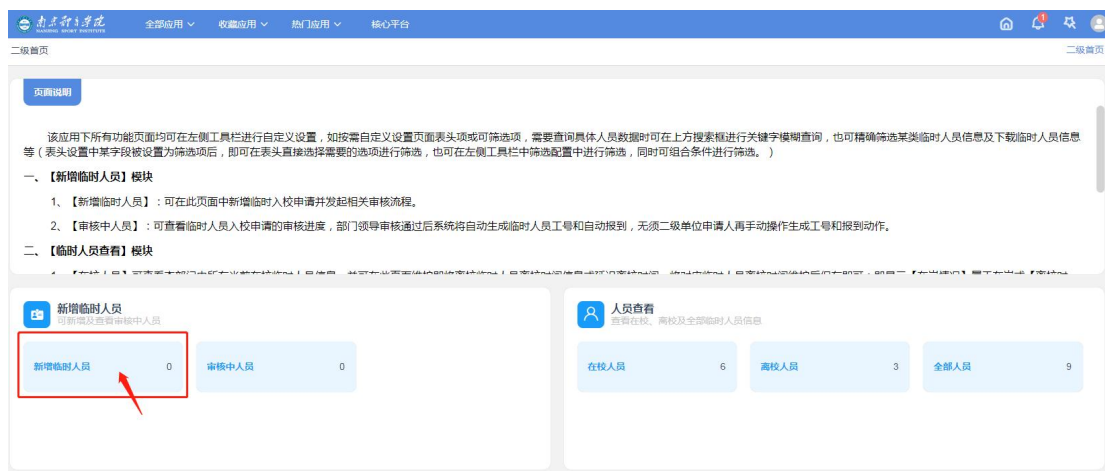 南京体育学院 全部应用 收藏应用 热门应用 核心平台 1
NANJING SPORT INSTITUTE
二级首页 二级首页
页面说明
该应用下所有功能页面均可在左侧工具栏进行自定义设置，如按需自定义设置页面表头项或可筛选项，需要查询具体人员数据时可在上方搜索框进行关键字模糊查询，也可精确筛选某类临时人员信息及下载临时人员信息
等（表头设置中某字段被设置为筛选项后，即可在表头直接选择需要的选项进行筛选，也可在左侧工具栏中筛选配置中进行筛选，同时可组合条件进行筛选。）
一、【新增临时人员】模块
1、【新增临时人员】：可在此页面中新增临时入校申请并发起相关审核流程。
2、【审核中人员】：可查看临时人员入校申请的审核进度，部门领导审核通过后系统将自动生成临时人员工号和自动报到，无须二级单位申请人再手动操作生成工号和报到动作。
二、【临时人员查看】模块
新增临时人员 人员查看
可新增及查看审核中人员 查看在校、离校及全部临时人员信息
新增临时人员 0 审核中人员 0 在校人员 6 离校人员 3 全部人员 9